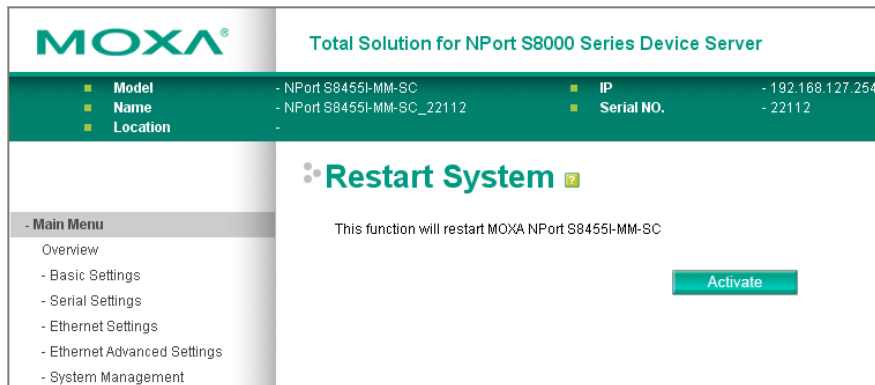 MOXA®
Total Solution for NPort S8000 Series Device Server
Model - NPort S8455I-MM-SC IP - 192.168.127.254
Name - NPort S8455I-MM-SC_22112 Serial NO. - 22112
Location -
Restart System ?
- Main Menu
This function will restart MOXA NPort S8455I-MM-SC
Overview
- Basic Settings
Activate
- Serial Settings
- Ethernet Settings
- Ethernet Advanced Settings
- System Management